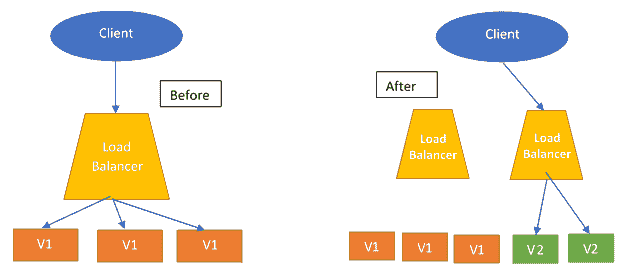 Client
Before
Load
Balancer
V1
V1
V1
Client
After
Load
Balancer
Load
Balancer
V1
V1
V1
V2
V2